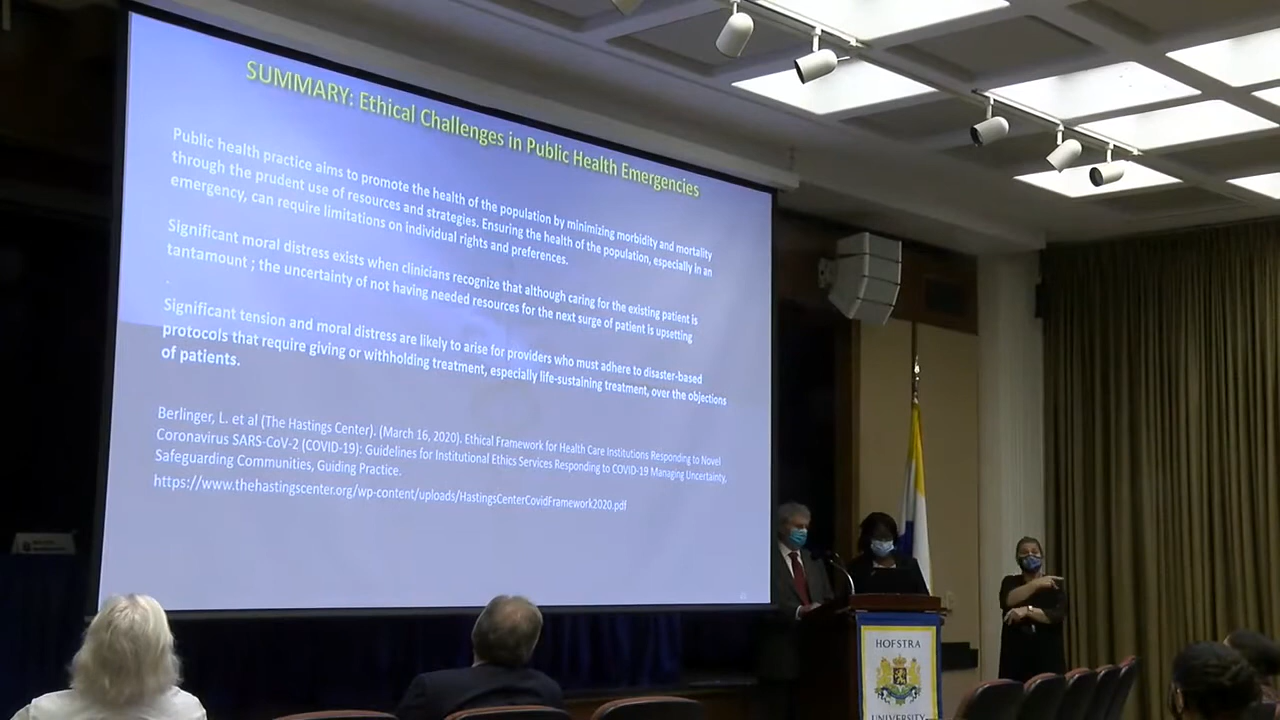 SUMMARY: Ethical Challenges in Public Health Emergencies
Public health practice aims to promote the health of the population by minimizing morbidity and mortality
through the prudent use of resources and strategies. Ensuring the health of the population, especially in an
emergency, can require limitations on individual rights and preferences.
Significant moral distress exists when clinicians recognize that although caring for the existing patient is
tantamount ; the uncertainty of not having needed resources for the next surge of patient is upsetting
.
Significant tension and moral distress are likely to arise for providers who must adhere to disaster-based
protocols that require giving or withholding treatment, especially life-sustaining treatment, over the objections
of patients.
Berlinger, L. et al (The Hastings Center). (March 16, 2020). Ethical Framework for Health Care Institutions Responding to Novel
Coronavirus SARS-CoV-2 (COVID-19): Guidelines for Institutional Ethics Services Responding to COVID-19 Managing Uncertainty,
Safeguarding Communities, Guiding Practice.
https://www.thehastingscenter.org/wp-content/uploads/HastingsCenterCovidFramework2020.pdf
HOFSTRA
UNIVERSITY